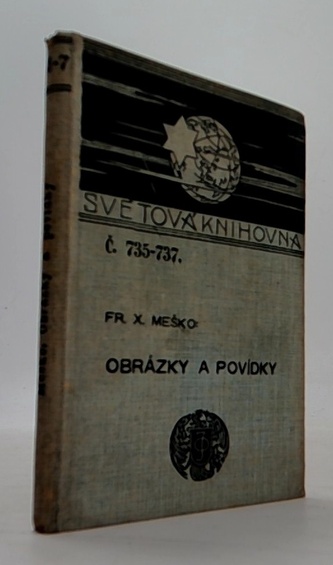 SVĚTOVÁ KNIHOVNA
Č. 735-737.
FR. X. MEŠKO:
OBRÁZKY A POVÍDKY